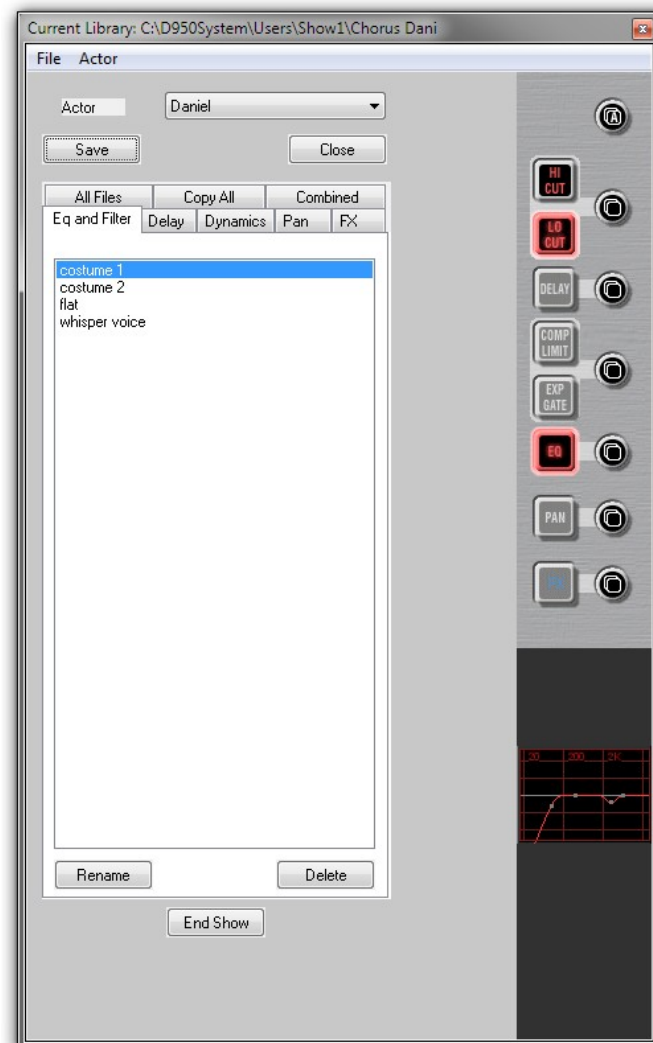 Current Library: C:\D950System\Users\Show1\Chorus Dani
File Actor
Actor Daniel
Save Close
All Files Copy All Combined
Eq and Filter Delay Dynamics Pan FX
costume 1
costume 2
flat
whisper voice
Rename Delete
End Show
A
HI
CUT
LO
CUT
DELAY
COMP
LIMIT
EXP
GATE
EQ
PAN
20 200 2K